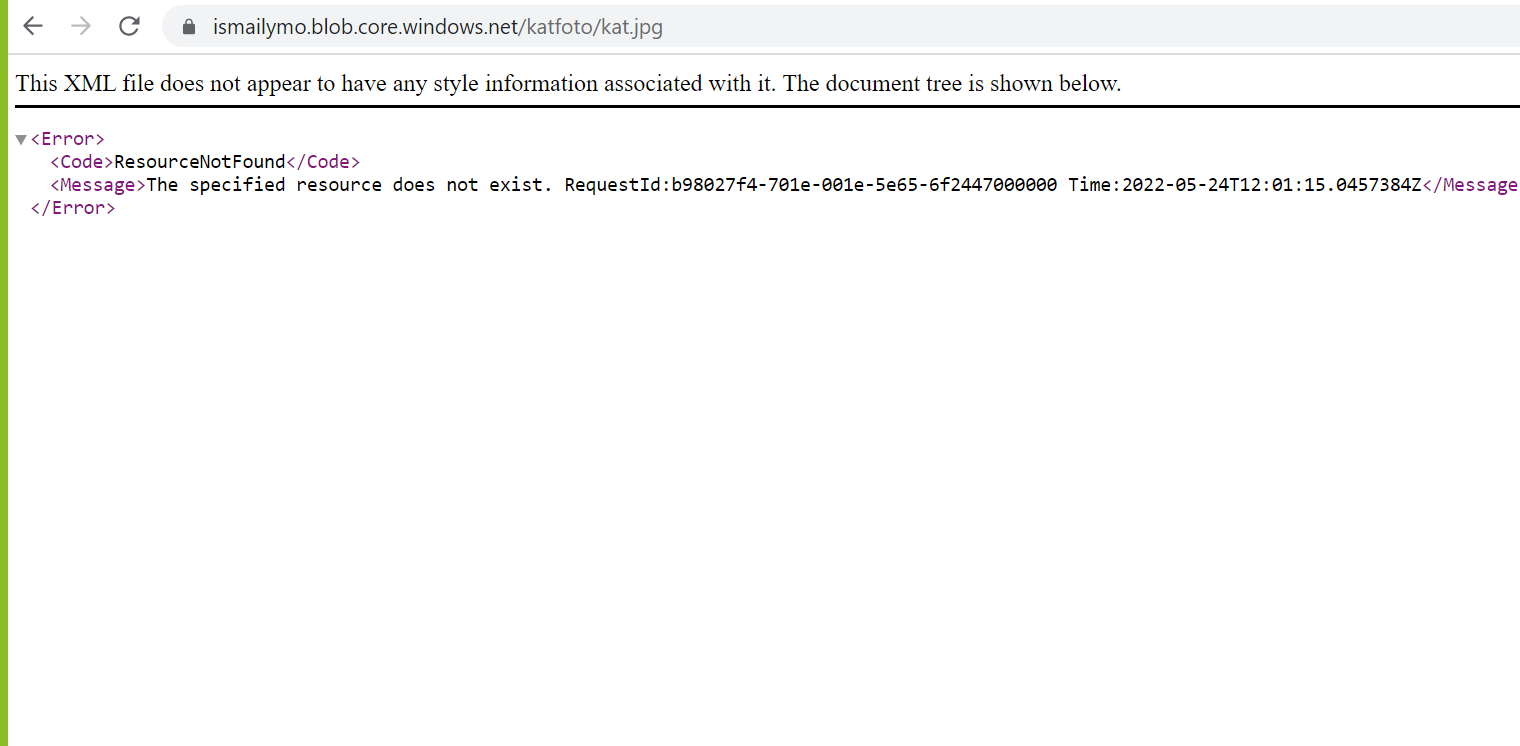 ismailymo.blob.core.windows.net/katfoto/kat.jpg
This XML file does not appear to have any style information associated with it. The document tree is shown below.
<Error>
<Code>ResourceNotFound</Code>
<Message>The specified resource does not exist. RequestId:b98027f4-701e-001e-5e65-6f2447000000 Time:2022-05-24T12:01:15.0457384Z</Message
</Error>